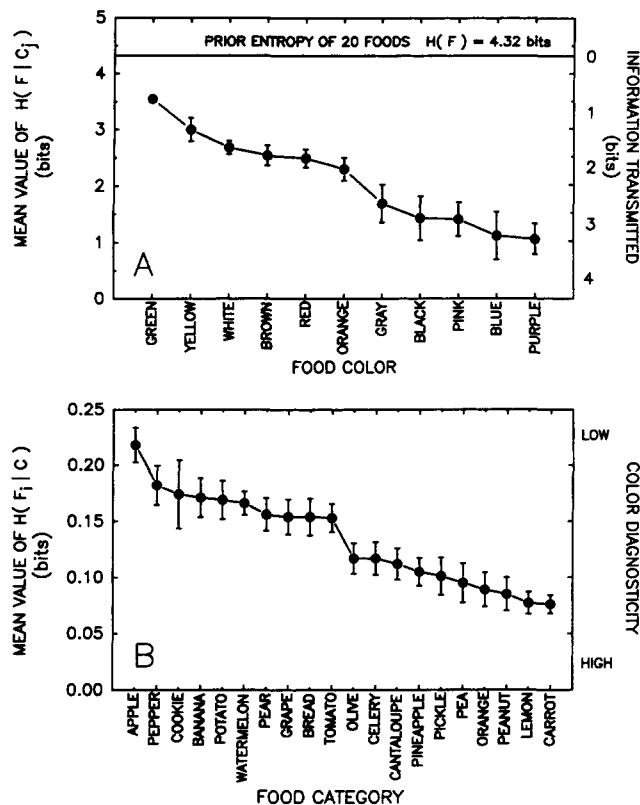 PRIOR ENTROPY OF 20 FOODS H( F ) = 4.32 bits
MEAN VALUE OF H( F | Cj )
(bits)
5
4
3
2
1
0
0
1
2
3
4
INFORMATION TRANSMITTED
(bits)
A
GREEN
YELLOW
WHITE
BROWN
RED
ORANGE
GRAY
BLACK
PINK
BLUE
PURPLE
FOOD COLOR
MEAN VALUE OF H( Fi | C )
(bits)
0.25
0.20
0.15
0.10
0.05
0.00
LOW
HIGH
COLOR DIAGNOSTICITY
B
APPLE
PEPPER
COOKIE
BANANA
POTATO
WATERMELON
PEAR
GRAPE
BREAD
TOMATO
OLIVE
CELERY
CANTALOUPE
PINEAPPLE
PICKLE
PEA
ORANGE
PEANUT
LEMON
CARROT
FOOD CATEGORY